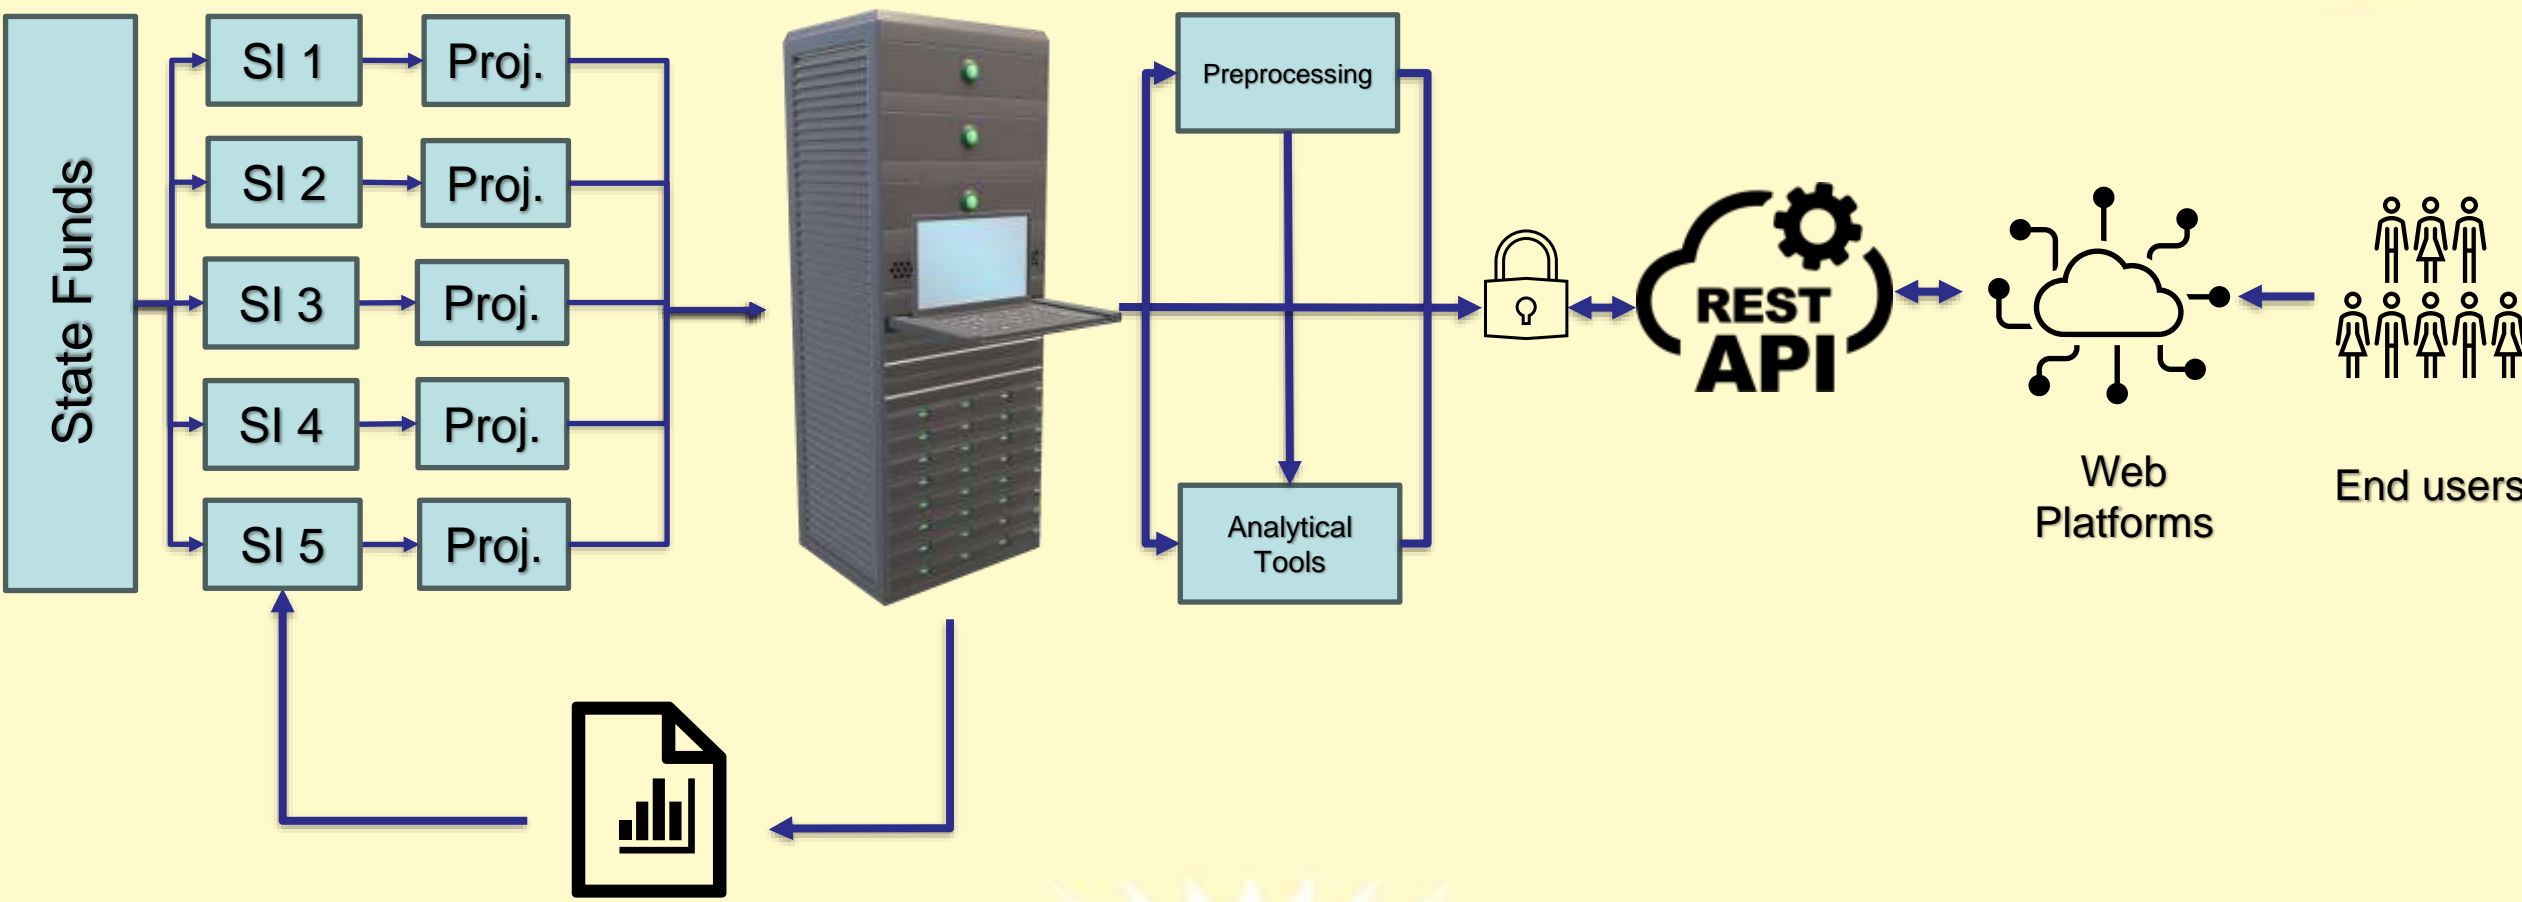 State Funds
SI 1
Proj.
SI 2
Proj.
SI 3
Proj.
SI 4
Proj.
SI 5
Proj.
Preprocessing
Analytical
Tools
REST
API
Web
Platforms
End users